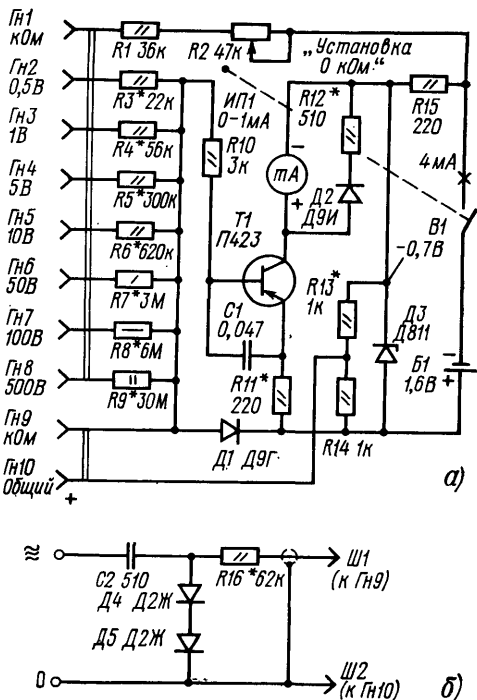 Гн1
кОм
R1 36к
R2 47к
„Установка
0 кОм“
Гн2
0,5В
R3* 22к
ИП1
0-1мА
R12*
510
R15
220
Гн3
1В
R4* 56к
R10
3к
–
mA
+
4мА
Гн4
5В
R5* 300к
Д2
Д9И
Т1
П423
В1
-0,7В
Гн5
10В
R6* 620к
Гн6
50В
R7* 3М
R13*
1к
Д3
Д811
Гн7
100В
R8* 6М
С1
0,047
Б1
1,6В
–
+
Гн8
500В
R9* 30М
R11*
220
Гн9
кОм
Д1 Д9Г
R14 1к
Гн10
Общий
+
а)
≋
С2 510
R16* 62к
Ш1
(к Гн9)
Д4 Д2Ж
Д5 Д2Ж
0
Ш2
(к Гн10)
б)